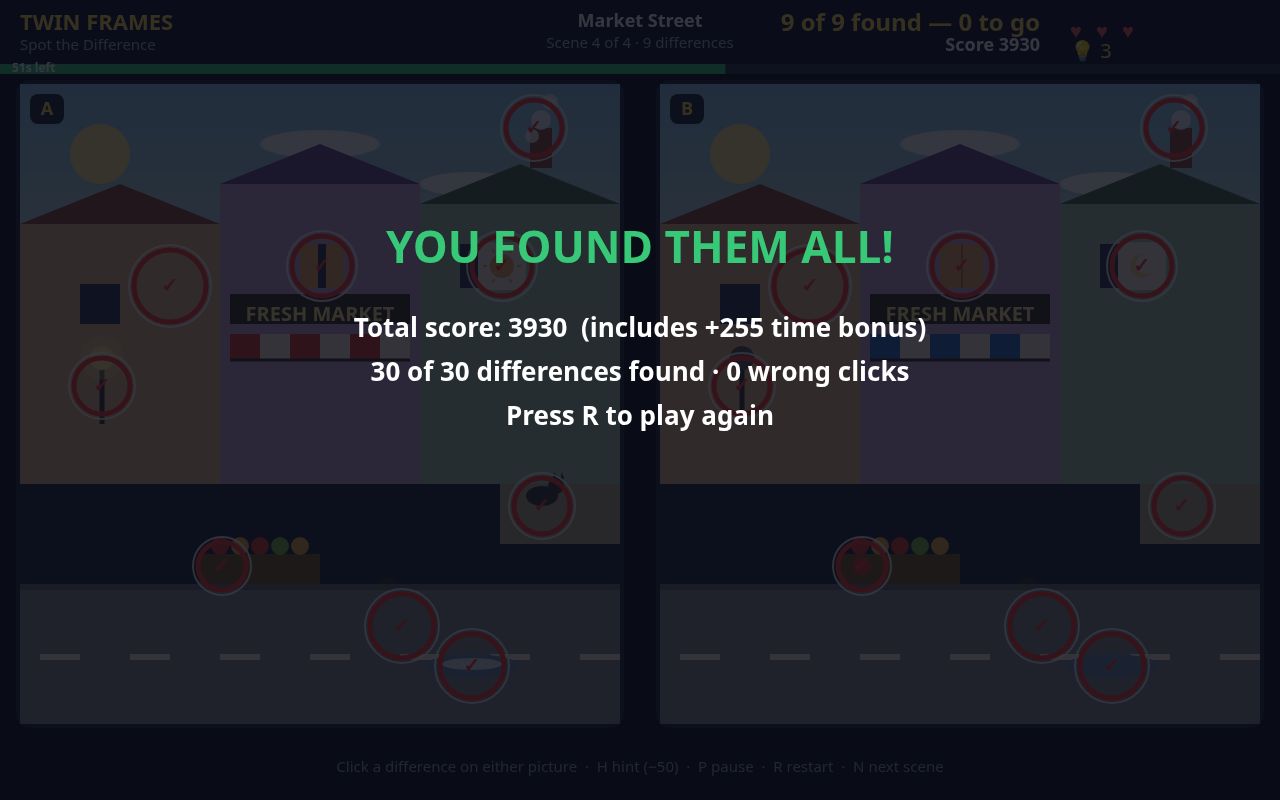 TWIN FRAMES
Spot the Difference
Market Street
Scene 4 of 4 · 9 differences
9 of 9 found — 0 to go
Score 3930
♥ ♥ ♥
💡 3
51s left
A
B
FRESH MARKET
FRESH MARKET
YOU FOUND THEM ALL!
Total score: 3930 (includes +255 time bonus)
30 of 30 differences found · 0 wrong clicks
Press R to play again
Click a difference on either picture · H hint (−50) · P pause · R restart · N next scene